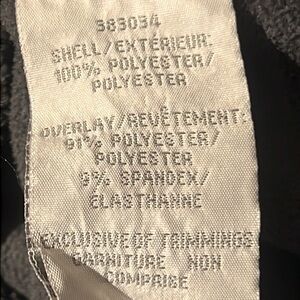 383034
SHELL/EXTÉRIEUR:
100% POLYESTER/
POLYESTER
OVERLAY/REVÊTEMENT:
91% POLYESTER/
POLYESTER
9% SPANDEX/
ÉLASTHANNE
EXCLUSIVE OF TRIMMINGS
GARNITURE NON
COMPRISE